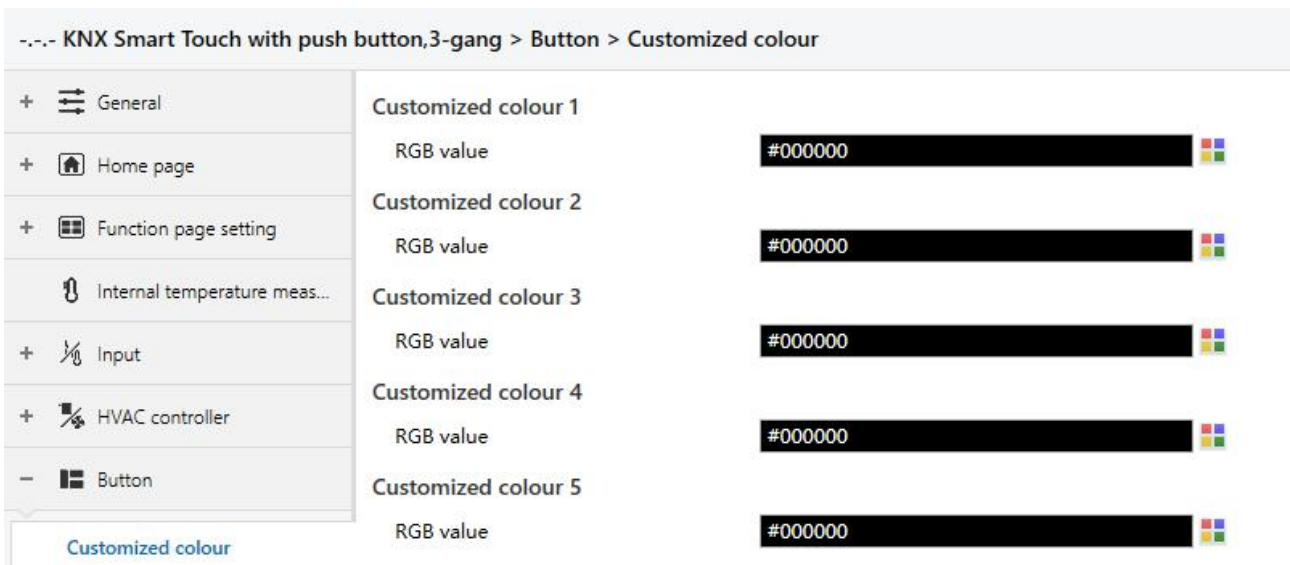 -.-.- KNX Smart Touch with push button,3-gang > Button > Customized colour
+ General
+ Home page
+ Function page setting
Internal temperature meas...
+ Input
+ HVAC controller
− Button
Customized colour
Customized colour 1
RGB value #000000
Customized colour 2
RGB value #000000
Customized colour 3
RGB value #000000
Customized colour 4
RGB value #000000
Customized colour 5
RGB value #000000